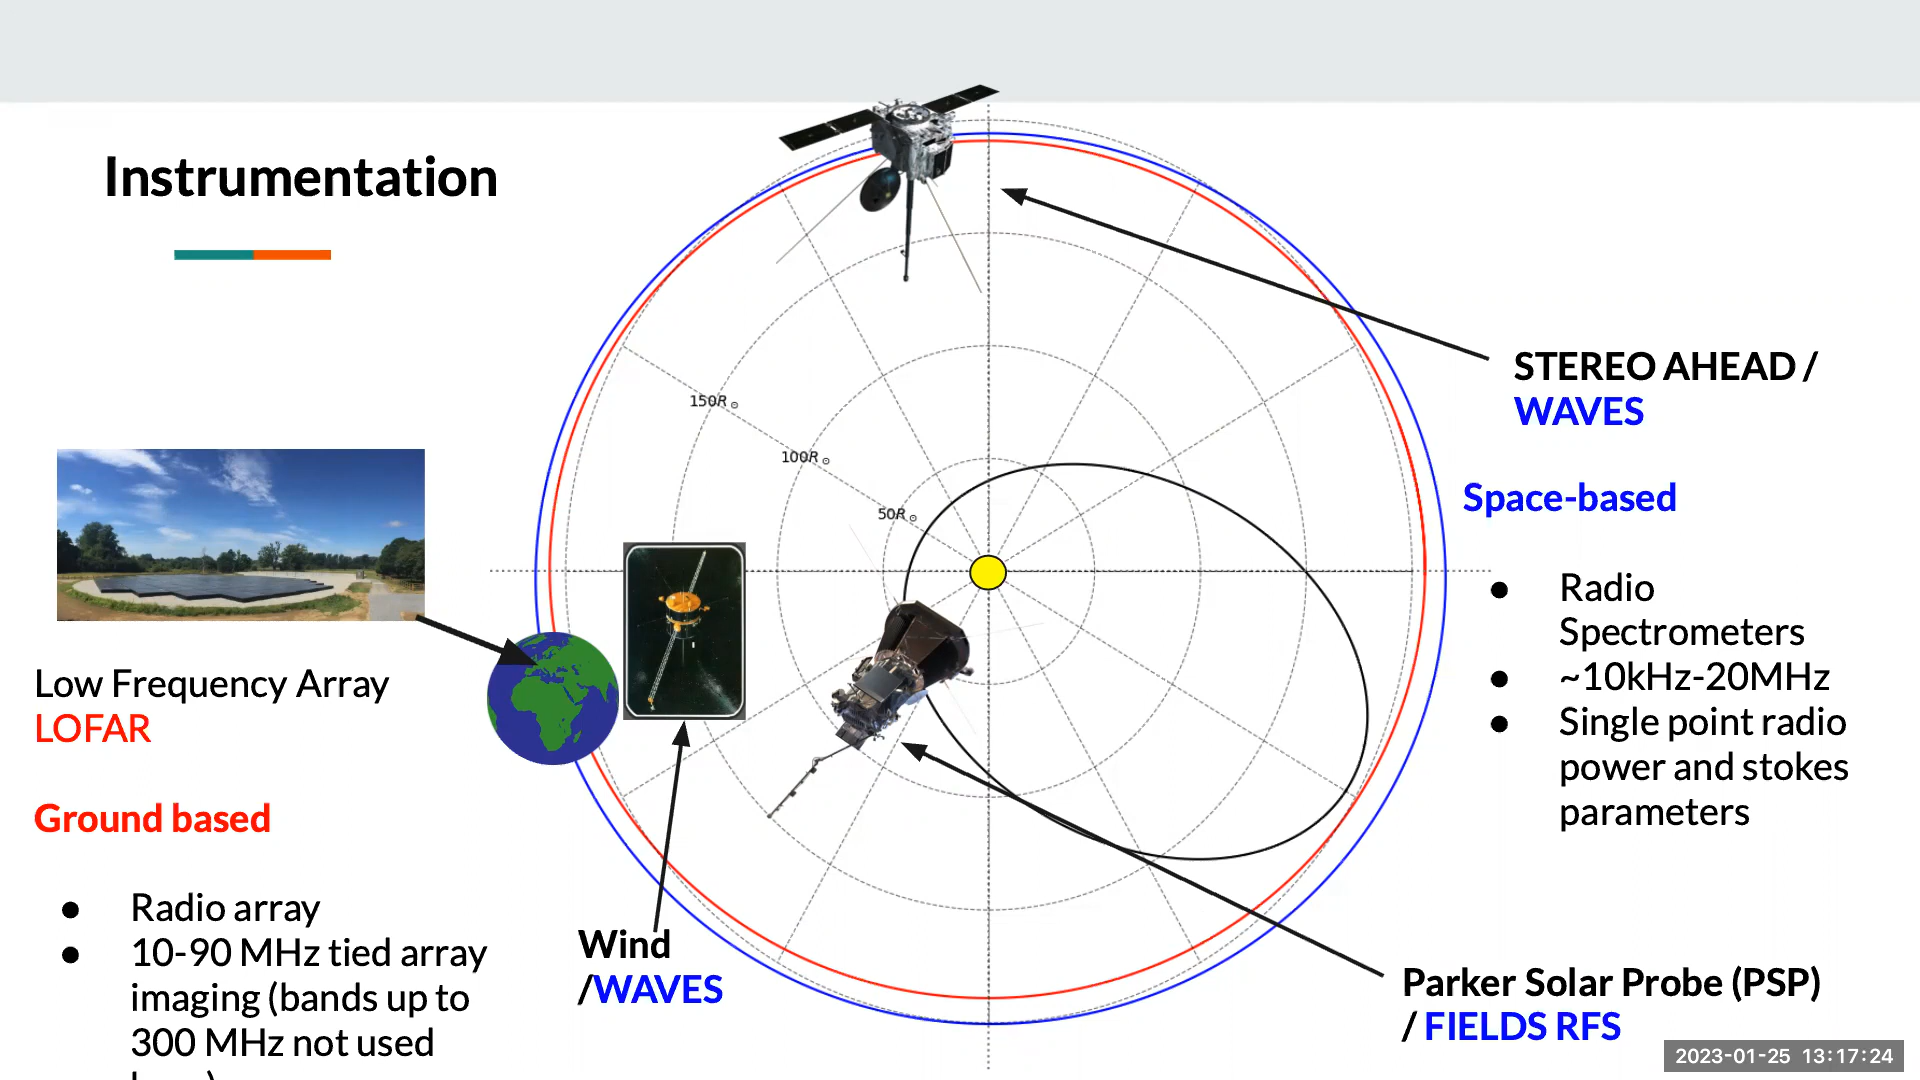 Instrumentation
150R⊙
100R⊙
50R⊙
STEREO AHEAD /
WAVES
Space-based
● Radio
Spectrometers
● ~10kHz-20MHz
● Single point radio
power and stokes
parameters
Low Frequency Array
LOFAR
Ground based
● Radio array
● 10-90 MHz tied array
imaging (bands up to
300 MHz not used
Wind
/WAVES
Parker Solar Probe (PSP)
/ FIELDS RFS
2023-01-25 13:17:24